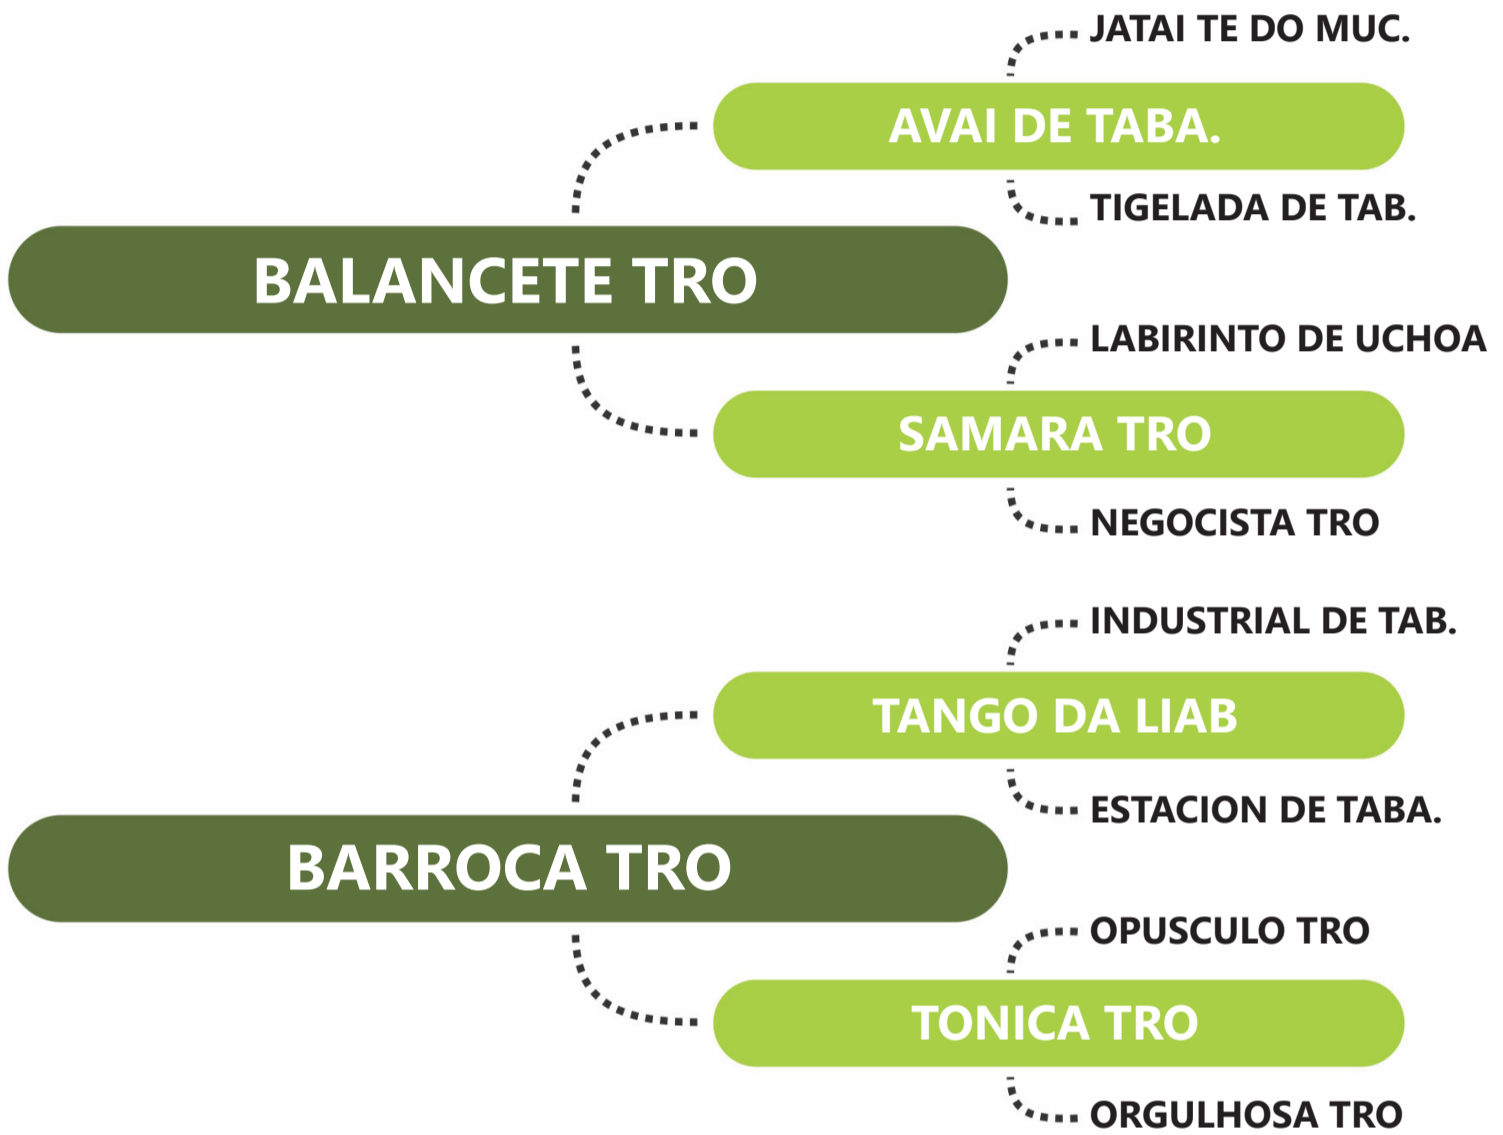 JATAI TE DO MUC.
AVAI DE TABA.
TIGELADA DE TAB.
BALANCETE TRO
LABIRINTO DE UCHOA
SAMARA TRO
NEGOCISTA TRO
INDUSTRIAL DE TAB.
TANGO DA LIAB
ESTACION DE TABA.
BARROCA TRO
OPUSCULO TRO
TONICA TRO
ORGULHOSA TRO